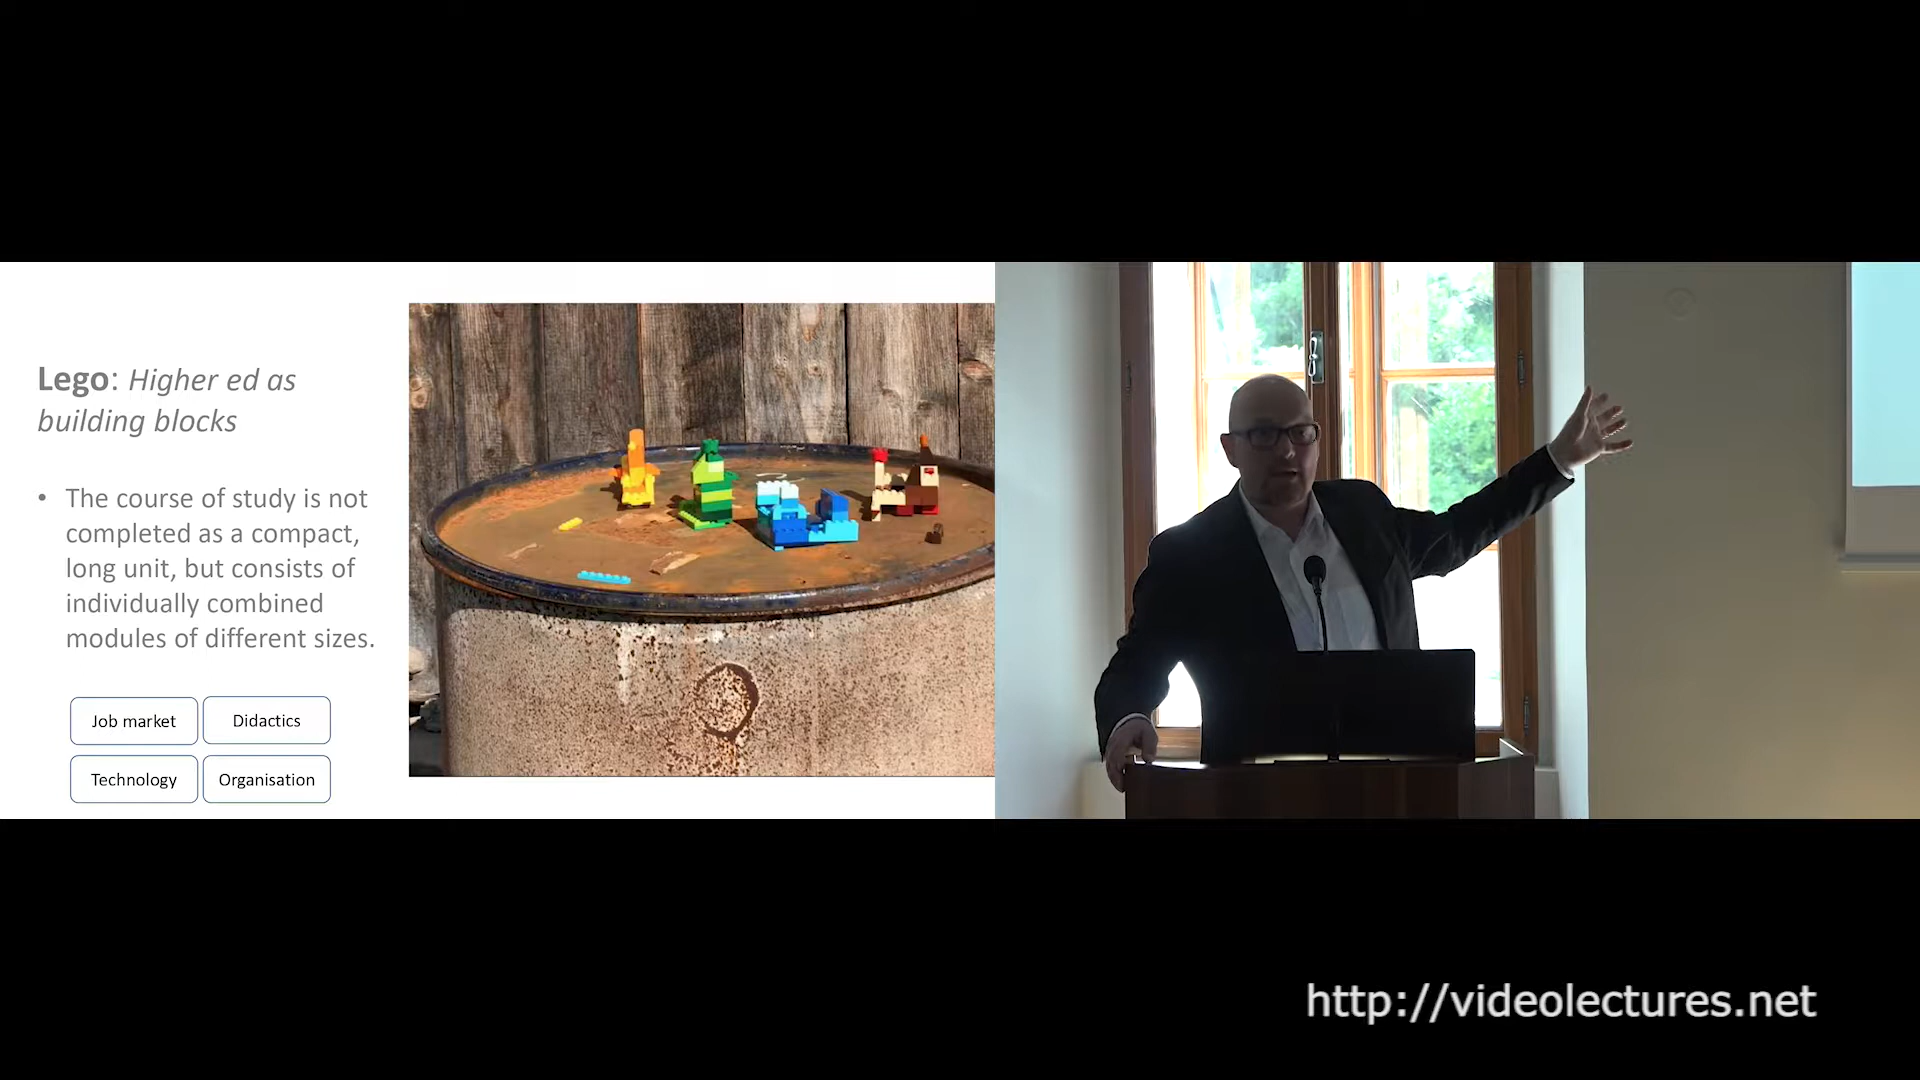 Lego: Higher ed as
building blocks
• The course of study is not
completed as a compact,
long unit, but consists of
individually combined
modules of different sizes.
Job market
Didactics
Technology
Organisation
http://videolectures.net